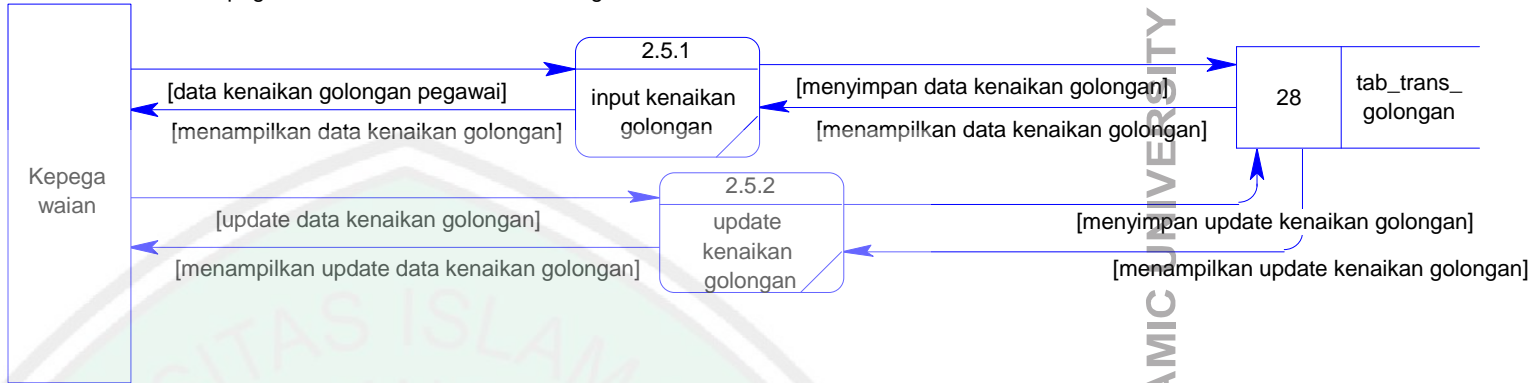 2.5.1
[data kenaikan golongan pegawai]
input kenaikan
golongan
[menyimpan data kenaikan golongan]
28
tab_trans_
golongan
[menampilkan data kenaikan golongan]
[menampilkan data kenaikan golongan]
Kepega
waian
2.5.2
[update data kenaikan golongan]
update
kenaikan
golongan
[menyimpan update kenaikan golongan]
[menampilkan update data kenaikan golongan]
[menampilkan update kenaikan golongan]
AMIC UNIVERSITY
ITAS ISLAM